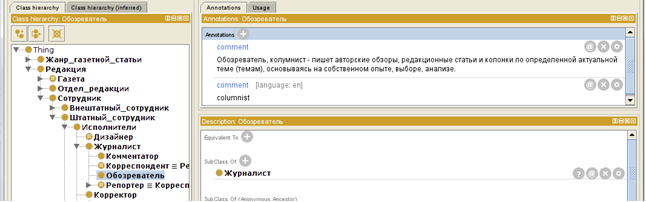 Class hierarchy
Class hierarchy (inferred)
Class hierarchy: Обозреватель
Thing
Жанр_газетной_статьи
Редакция
Газета
Отдел_редакции
Сотрудник
Внештатный_сотрудник
Штатный_сотрудник
Исполнители
Дизайнер
Журналист
Комментатор
Корреспондент ≡ Ре
Обозреватель
Репортер ≡ Корресп
Корректор
Annotations
Usage
Annotations: Обозреватель
Annotations
comment
Обозреватель, колумнист - пишет авторские обзоры, редакционные статьи и колонки по определенной актуальной
теме (темам), основываясь на собственном опыте, выборе, анализе.
comment [language: en]
columnist
Description: Обозреватель
Equivalent To
SubClass Of
Журналист
SubClass Of (Anonymous Ancestor)